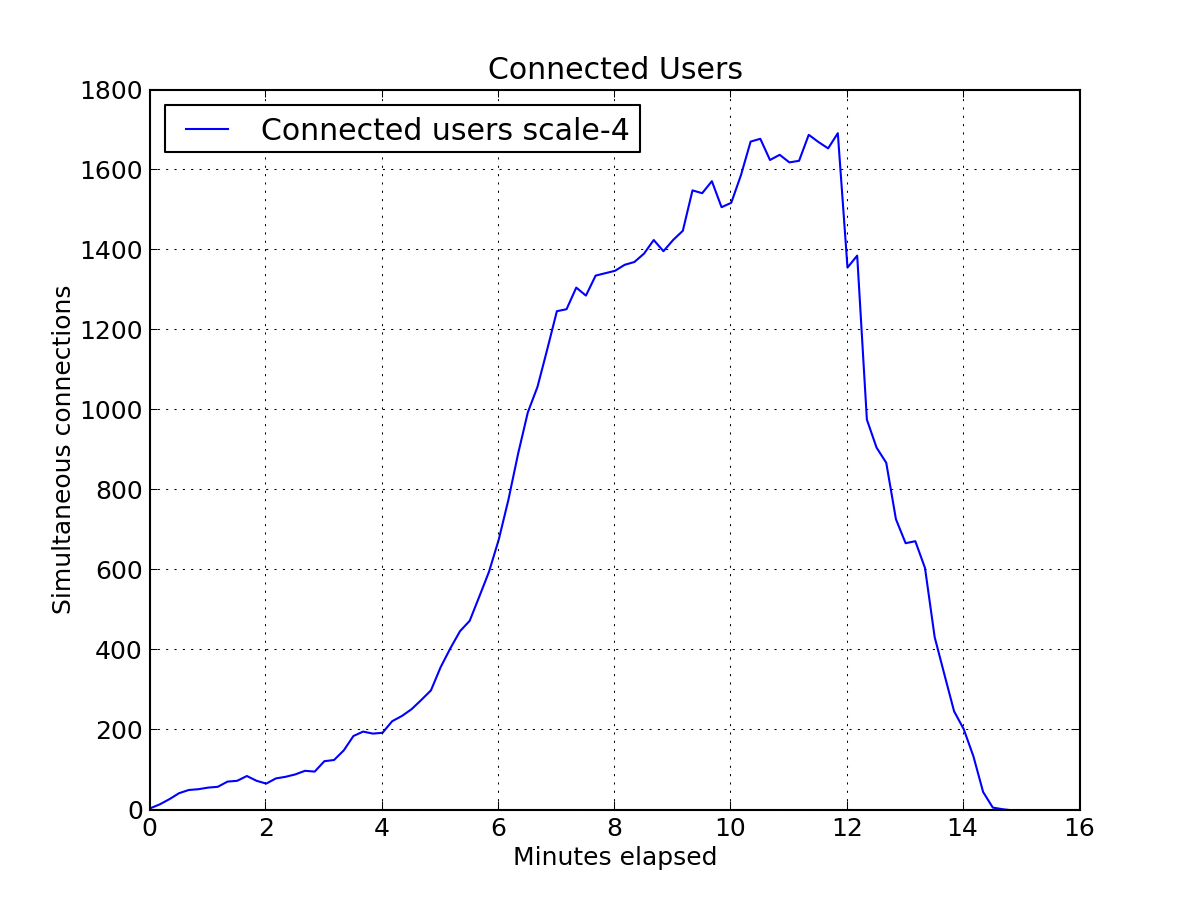 Connected Users
Connected users scale-4
1800
1600
1400
1200
1000
800
600
400
200
0
Simultaneous connections
0 2 4 6 8 10 12 14 16
Minutes elapsed